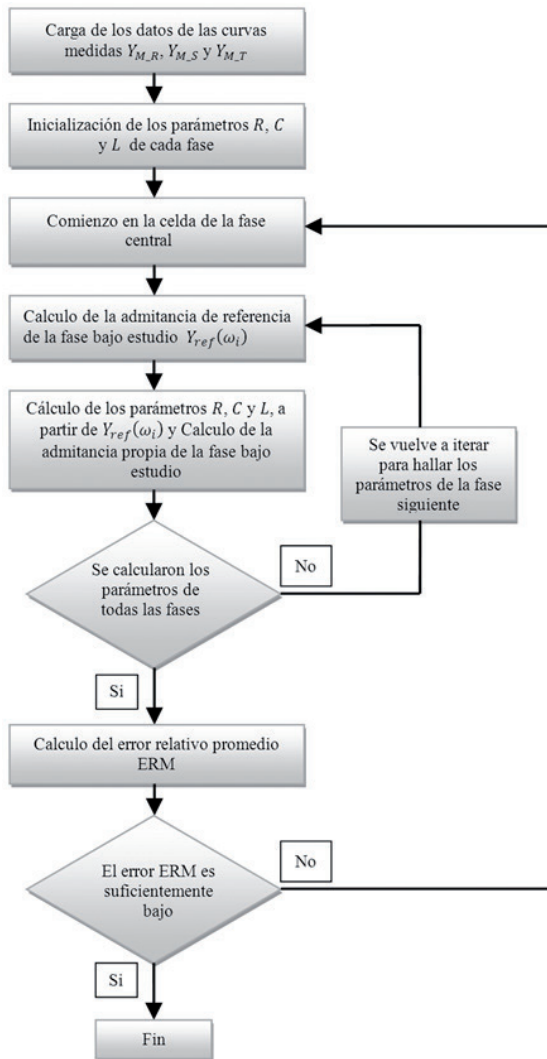 Carga de los datos de las curvas
medidas Y_{M_R}, Y_{M_S} y Y_{M_T}
Inicialización de los parámetros R, C
y L de cada fase
Comienzo en la celda de la fase
central
Calculo de la admitancia de referencia
de la fase bajo estudio Y_{ref}(ω_i)
Cálculo de los parámetros R, C y L, a
partir de Y_{ref}(ω_i) y Calculo de la
admitancia propia de la fase bajo
estudio
Se vuelve a iterar
para hallar los
parámetros de la fase
siguiente
Se calcularon los
parámetros de
todas las fases
No
Si
Calculo del error relativo promedio
ERM
El error ERM es
suficientemente
bajo
No
Si
Fin